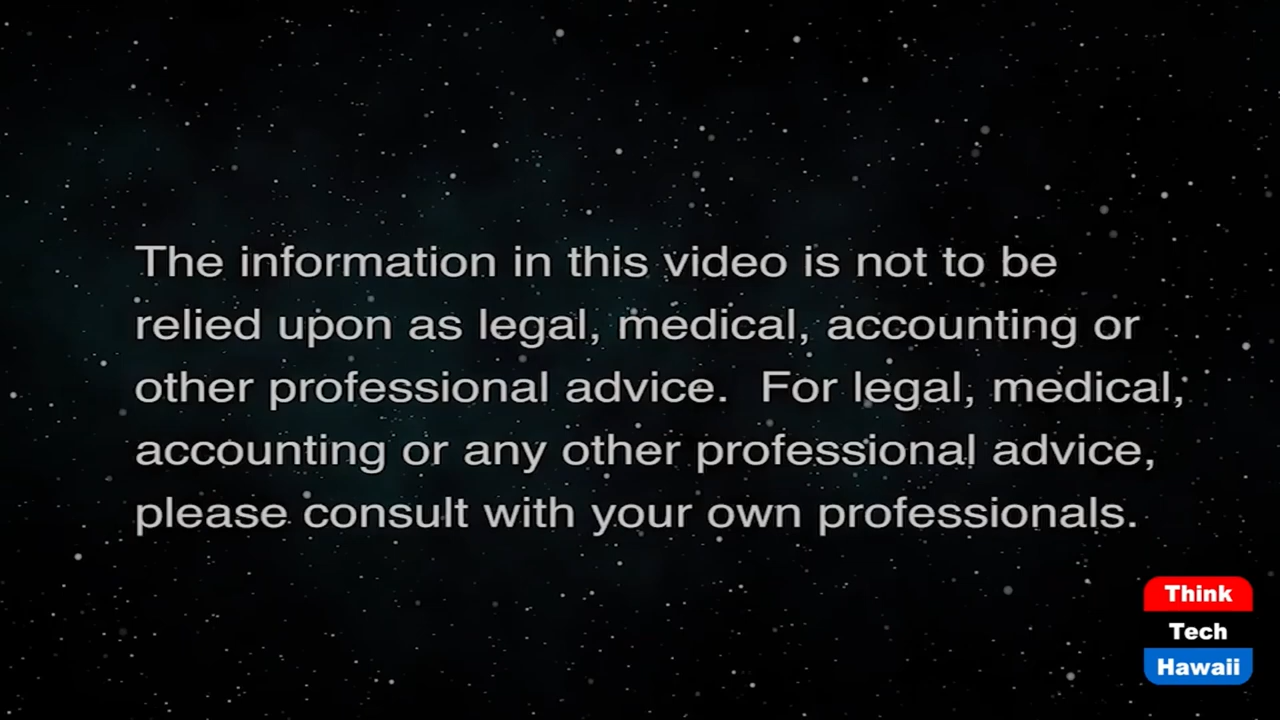 The information in this video is not to be
relied upon as legal, medical, accounting or
other professional advice.  For legal, medical,
accounting or any other professional advice,
please consult with your own professionals.
Think
Tech
Hawaii